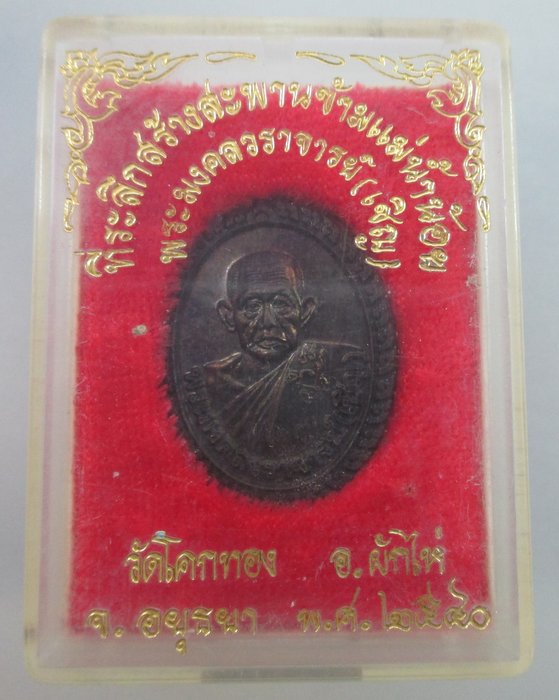 ที่ระลึกสร้างสะพานข้ามแม่น้ำน้อย
พระมงคลวราจารย์ (เชิญ)
วัดโคกทอง อ.ผักไห่
จ. อยุธยา พ.ศ. ๒๕๔๐